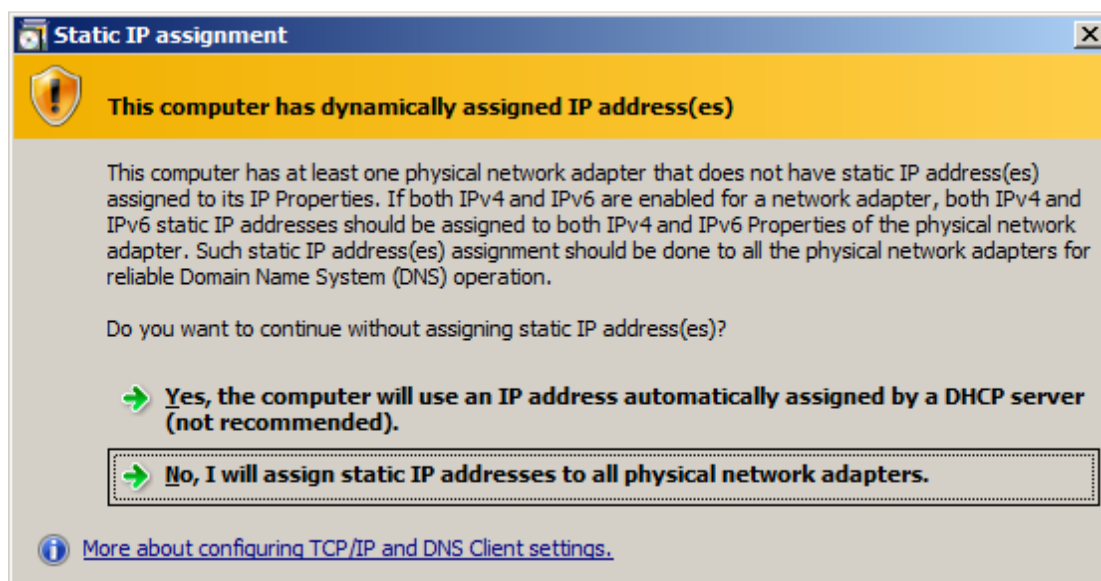 Static IP assignment
This computer has dynamically assigned IP address(es)
This computer has at least one physical network adapter that does not have static IP address(es)
assigned to its IP Properties. If both IPv4 and IPv6 are enabled for a network adapter, both IPv4 and
IPv6 static IP addresses should be assigned to both IPv4 and IPv6 Properties of the physical network
adapter. Such static IP address(es) assignment should be done to all the physical network adapters for
reliable Domain Name System (DNS) operation.
Do you want to continue without assigning static IP address(es)?
Yes, the computer will use an IP address automatically assigned by a DHCP server
(not recommended).
No, I will assign static IP addresses to all physical network adapters.
More about configuring TCP/IP and DNS Client settings.